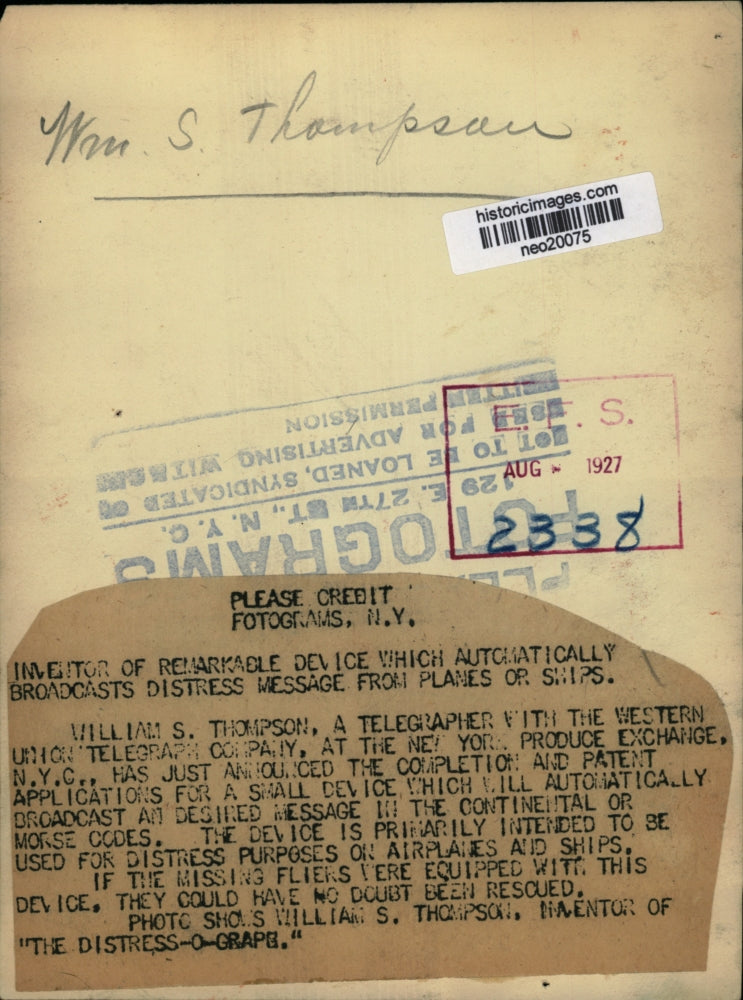 Wm. S. Thompson
historicimages.com
neo20075
E. F. S.
AUG 1927
2338
PLEASE
FOTOGRAMS
129 E. 27TH ST., N.Y.C.
NOT TO BE LOANED, SYNDICATED OR
USED FOR ADVERTISING WITHOUT
WRITTEN PERMISSION
PLEASE CREDIT
FOTOGRAMS, N.Y.
INVENTOR OF REMARKABLE DEVICE WHICH AUTOMATICALLY
BROADCASTS DISTRESS MESSAGE FROM PLANES OR SHIPS.
WILLIAM S. THOMPSON, A TELEGRAPHER WITH THE WESTERN
UNION TELEGRAPH COMPANY, AT THE NEW YORK PRODUCE EXCHANGE,
N.Y.C., HAS JUST ANNOUNCED THE COMPLETION AND PATENT
APPLICATIONS FOR A SMALL DEVICE WHICH WILL AUTOMATICALLY
BROADCAST AN DESIRED MESSAGE IN THE CONTINENTAL OR
MORSE CODES. THE DEVICE IS PRIMARILY INTENDED TO BE
USED FOR DISTRESS PURPOSES ON AIRPLANES AND SHIPS.
IF THE MISSING FLIERS WERE EQUIPPED WITH THIS
DEVICE, THEY COULD HAVE NO DOUBT BEEN RESCUED.
PHOTO SHOWS WILLIAM S. THOMPSON, INVENTOR OF
"THE DISTRESS-O-GRAPH."